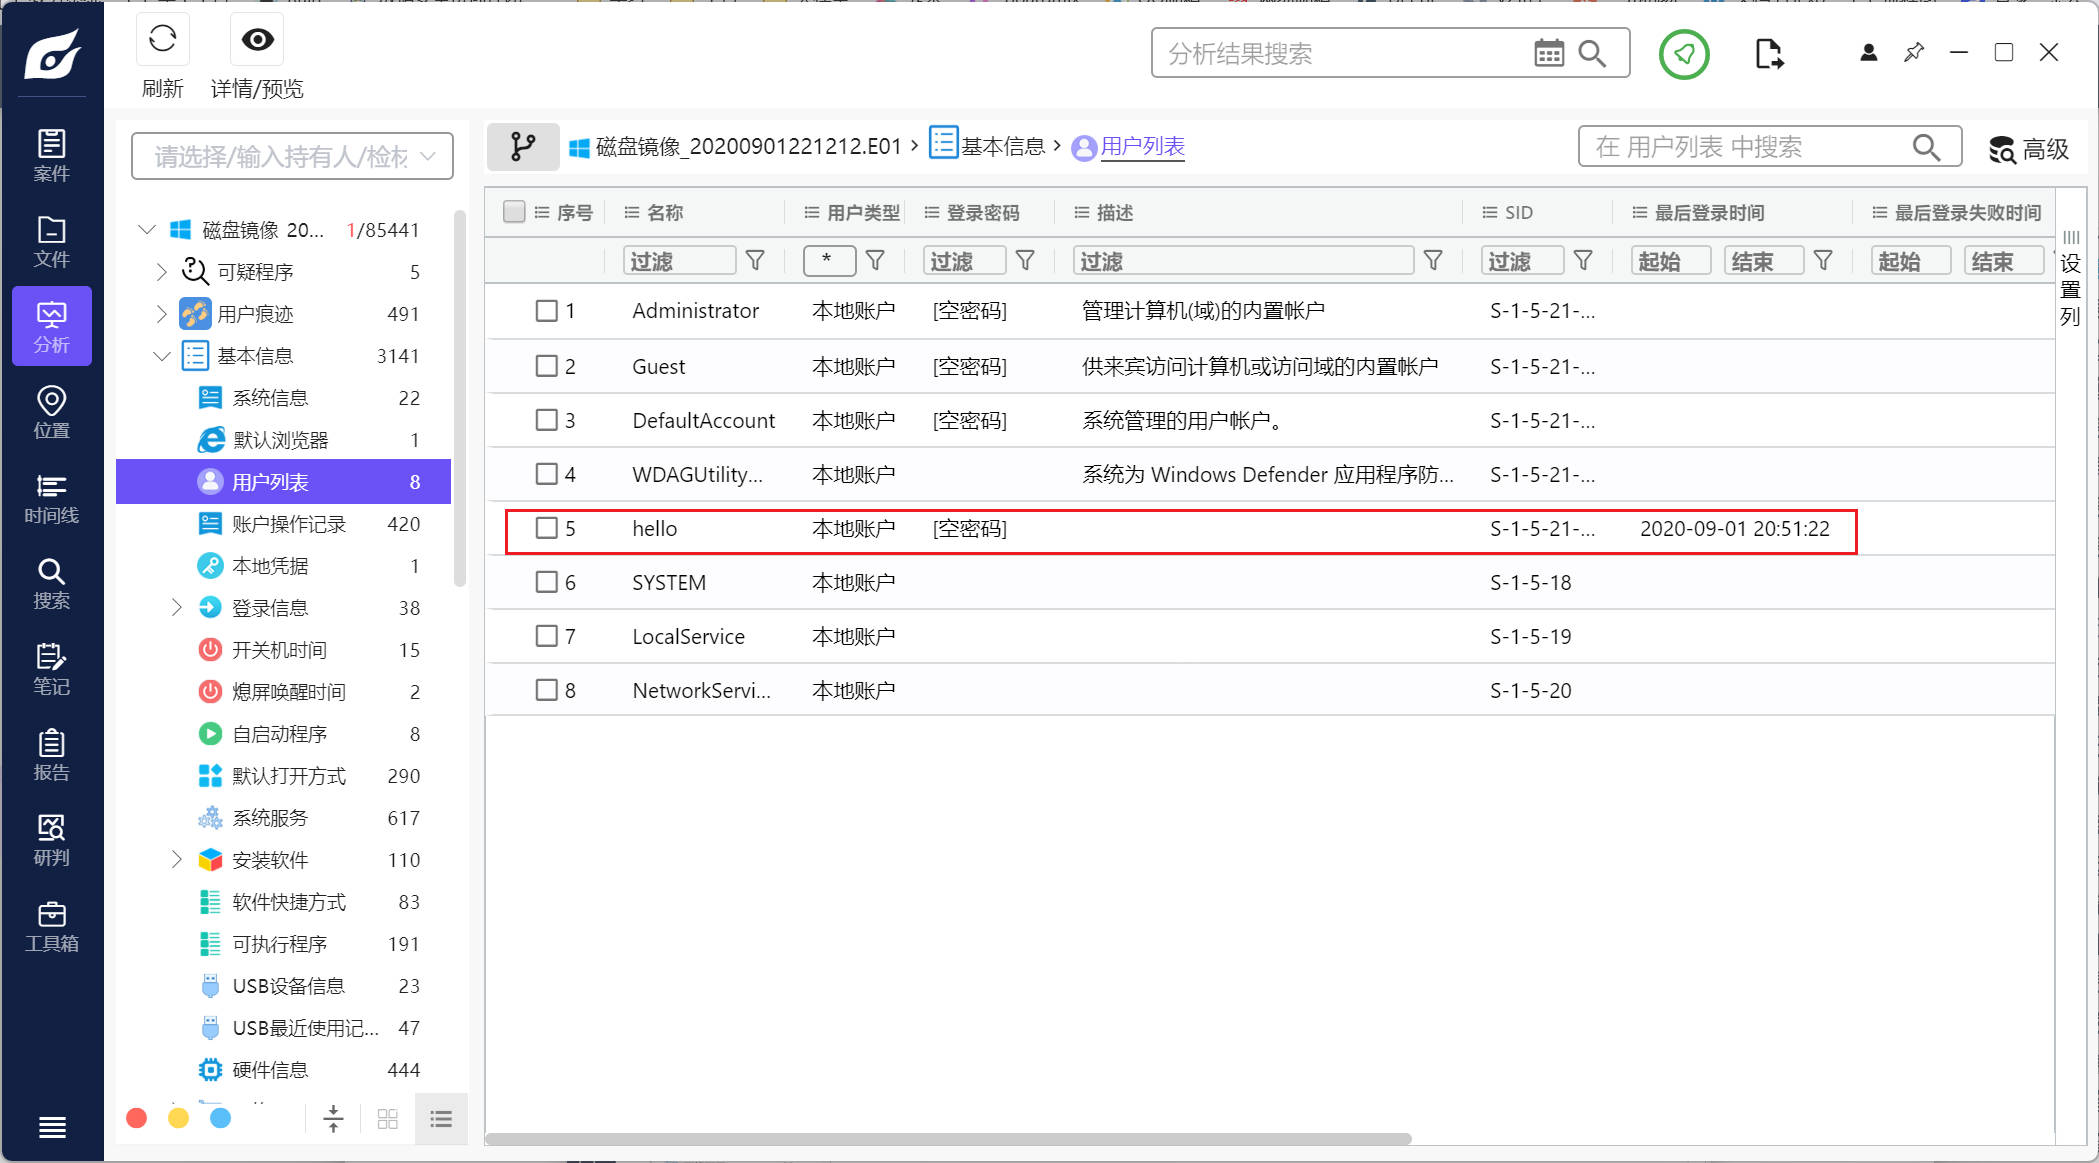 刷新
详情/预览
分析结果搜索
案件
文件
分析
位置
时间线
搜索
笔记
报告
研判
工具箱
请选择/输入持有人/检材
磁盘镜像 20... 1/85441
可疑程序 5
用户痕迹 491
基本信息 3141
系统信息 22
默认浏览器 1
用户列表 8
账户操作记录 420
本地凭据 1
登录信息 38
开关机时间 15
熄屏唤醒时间 2
自启动程序 8
默认打开方式 290
系统服务 617
安装软件 110
软件快捷方式 83
可执行程序 191
USB设备信息 23
USB最近使用记... 47
硬件信息 444
磁盘镜像_20200901221212.E01 > 基本信息 > 用户列表
在 用户列表 中搜索
高级
序号 名称 用户类型 登录密码 描述 SID 最后登录时间 最后登录失败时间
过滤 * 过滤 过滤 过滤 起始 结束 起始 结束
设置列
1 Administrator 本地账户 [空密码] 管理计算机(域)的内置帐户 S-1-5-21-...
2 Guest 本地账户 [空密码] 供来宾访问计算机或访问域的内置帐户 S-1-5-21-...
3 DefaultAccount 本地账户 [空密码] 系统管理的用户帐户。 S-1-5-21-...
4 WDAGUtility... 本地账户 [空密码] 系统为 Windows Defender 应用程序防... S-1-5-21-...
5 hello 本地账户 [空密码] S-1-5-21-... 2020-09-01 20:51:22
6 SYSTEM 本地账户 S-1-5-18
7 LocalService 本地账户 S-1-5-19
8 NetworkServi... 本地账户 S-1-5-20